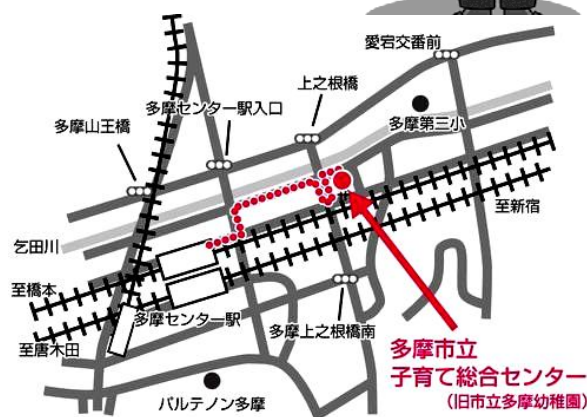 愛宕交番前
上之根橋
多摩センター駅入口
多摩第三小
多摩山王橋
至新宿
乞田川
至橋本
多摩センター駅
多摩上之根橋南
至唐木田
多摩市立
子育て総合センター
(旧市立多摩幼稚園)
パルテノン多摩